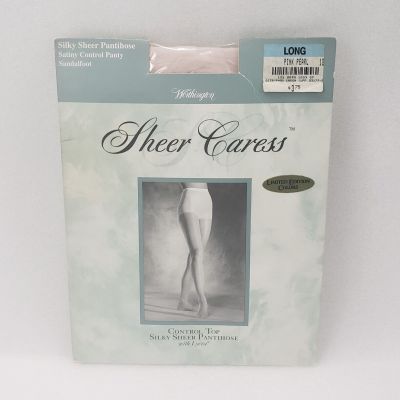 Silky Sheer Pantihose
Satiny Control Panty
Sandalfoot
LONG
PINK PEARL
$3.75
Worthington
Sheer Caress™
LIMITED EDITION
COLORS
CONTROL TOP
SILKY SHEER PANTIHOSE
with Lycra®